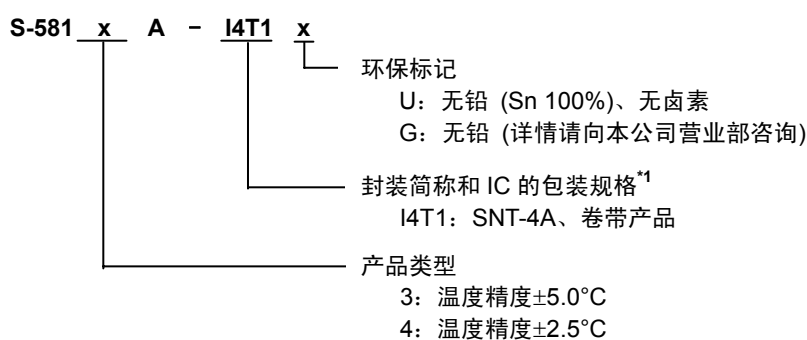 S-581 x A - I4T1 x
环保标记
U：无铅 (Sn 100%)、无卤素
G：无铅 (详情请向本公司营业部咨询)
封装简称和 IC 的包装规格*1
I4T1：SNT-4A、卷带产品
产品类型
3：温度精度±5.0°C
4：温度精度±2.5°C